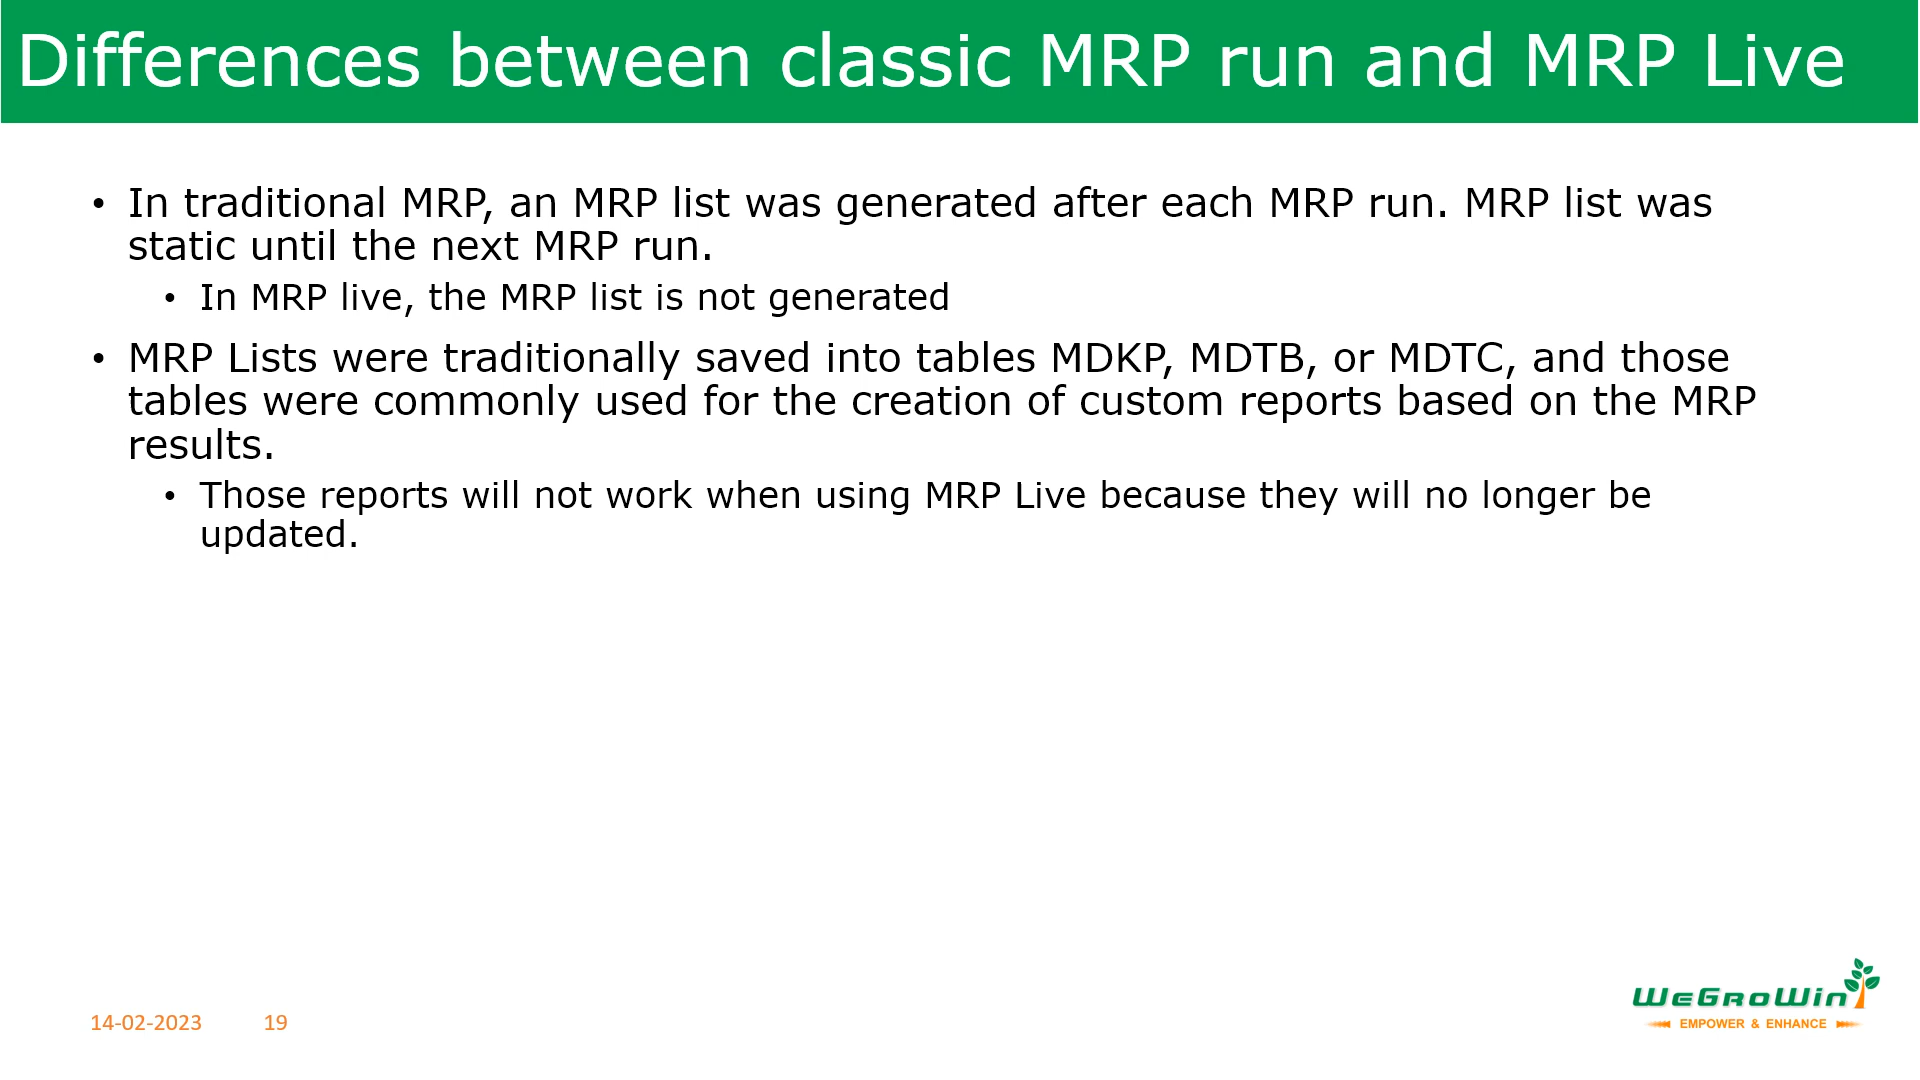 Differences between classic MRP run and MRP Live
• In traditional MRP, an MRP list was generated after each MRP run. MRP list was
static until the next MRP run.
• In MRP live, the MRP list is not generated
• MRP Lists were traditionally saved into tables MDKP, MDTB, or MDTC, and those
tables were commonly used for the creation of custom reports based on the MRP
results.
• Those reports will not work when using MRP Live because they will no longer be
updated.
14-02-2023 19
WeGroWin
EMPOWER & ENHANCE